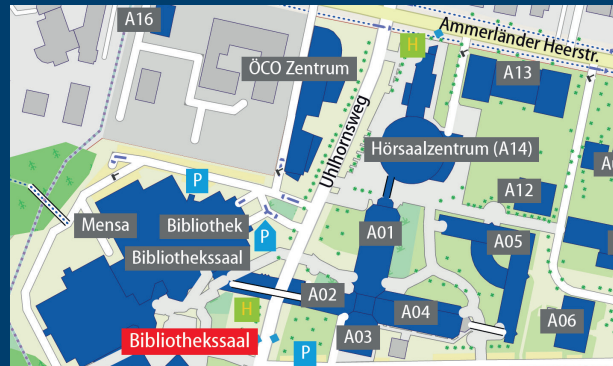 A16
Ammerländer Heerstr.
H
ÖCO Zentrum
A13
Uhlhornsweg
Hörsaalzentrum (A14)
P
A12
Mensa
Bibliothek
P
A01
A05
Bibliothekssaal
A02
H
A04
A06
Bibliothekssaal
A03
P